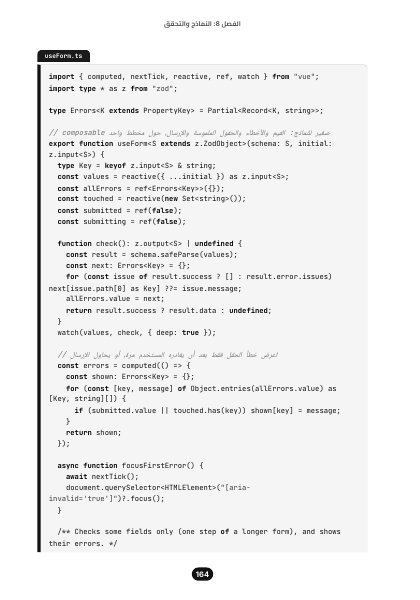 الفصل 8: النماذج والتحقق
useForm.ts
import { computed, nextTick, reactive, ref, watch } from "vue";
import type * as z from "zod";
type Errors<K extends PropertyKey> = Partial<Record<K, string>>;
// composable صغير للنماذج: القيم والأخطاء والحقول الملموسة والإرسال، حول مخطط واحد
export function useForm<S extends z.ZodObject>(schema: S, initial:
z.input<S>) {
type Key = keyof z.input<S> & string;
const values = reactive({ ...initial }) as z.input<S>;
const allErrors = ref<Errors<Key>>({});
const touched = reactive(new Set<string>());
const submitted = ref(false);
const submitting = ref(false);
function check(): z.output<S> | undefined {
const result = schema.safeParse(values);
const next: Errors<Key> = {};
for (const issue of result.success ? [] : result.error.issues)
next[issue.path[0] as Key] ??= issue.message;
allErrors.value = next;
return result.success ? result.data : undefined;
}
watch(values, check, { deep: true });
// اعرض خطأ الحقل فقط بعد أن يغادره المستخدم مرة، أو يحاول الإرسال
const errors = computed(() => {
const shown: Errors<Key> = {};
for (const [key, message] of Object.entries(allErrors.value) as
[Key, string][]) {
if (submitted.value || touched.has(key)) shown[key] = message;
}
return shown;
});
async function focusFirstError() {
await nextTick();
document.querySelector<HTMLElement>("[aria-
invalid='true']")?.focus();
}
/** Checks some fields only (one step of a longer form), and shows
their errors. */
164